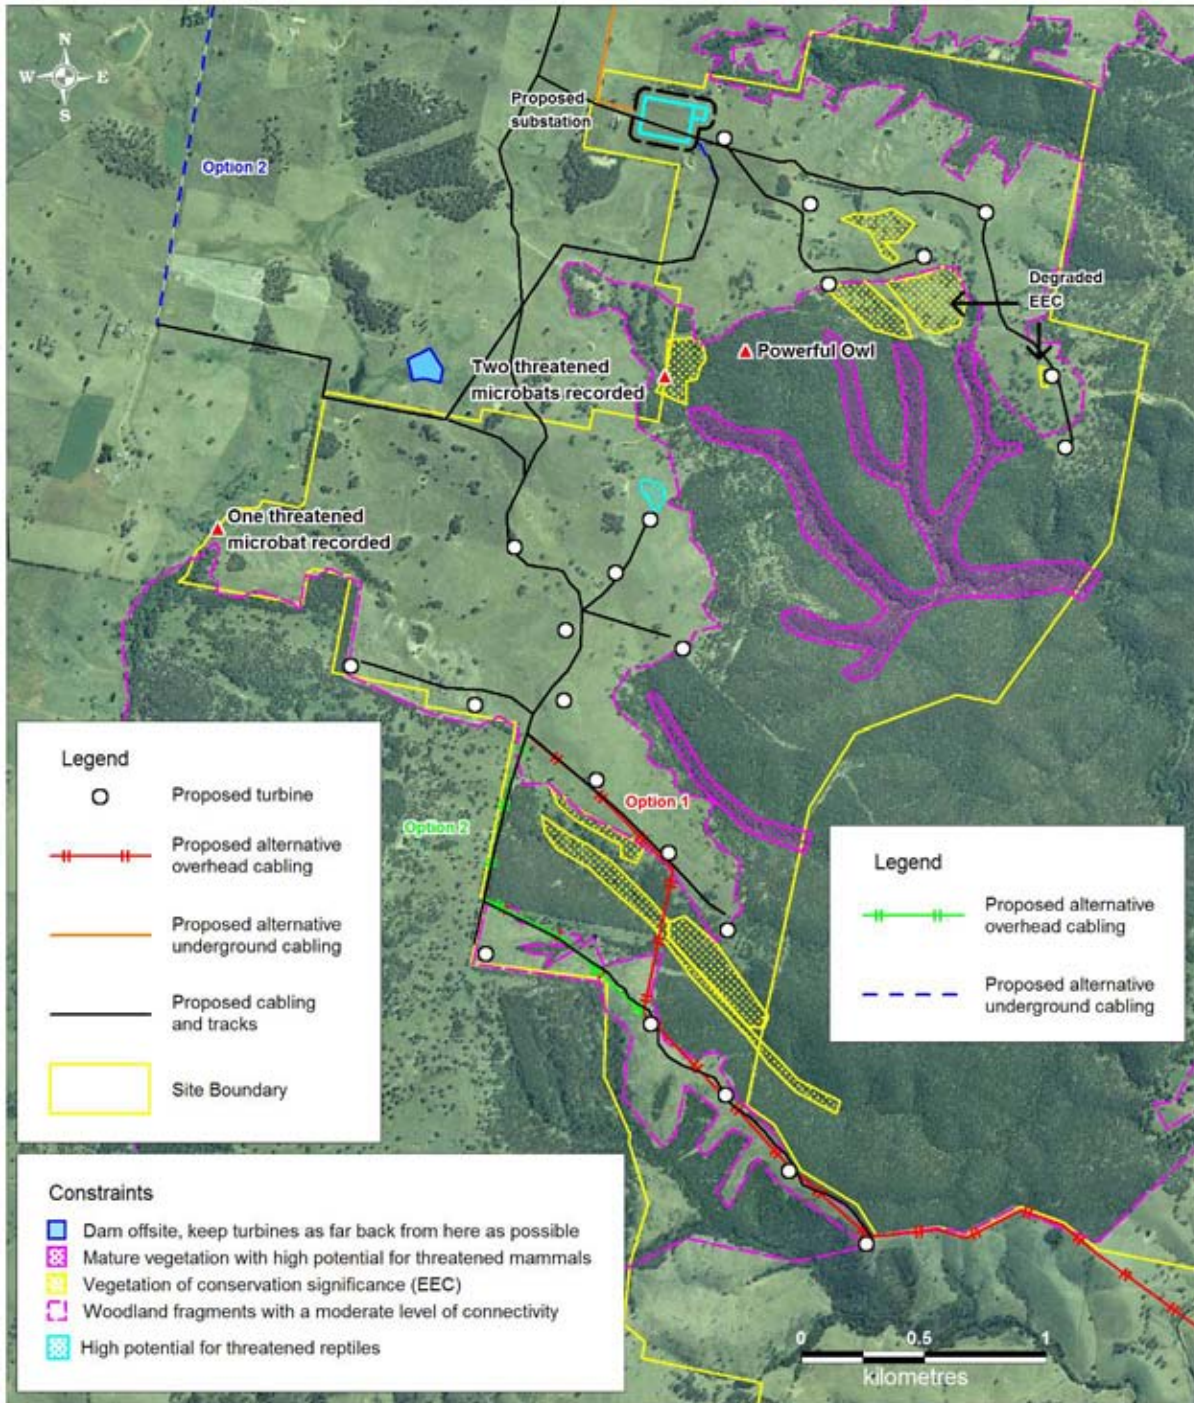 N
W E
S
Proposed
substation
Option 2
Degraded
EEC
Powerful Owl
Two threatened
microbats recorded
One threatened
microbat recorded
Option 1
Option 2
Legend
Proposed turbine
Proposed alternative
overhead cabling
Proposed alternative
underground cabling
Proposed cabling
and tracks
Site Boundary
Legend
Proposed alternative
overhead cabling
Proposed alternative
underground cabling
Constraints
Dam offsite, keep turbines as far back from here as possible
Mature vegetation with high potential for threatened mammals
Vegetation of conservation significance (EEC)
Woodland fragments with a moderate level of connectivity
High potential for threatened reptiles
0 0.5 1
kilometres